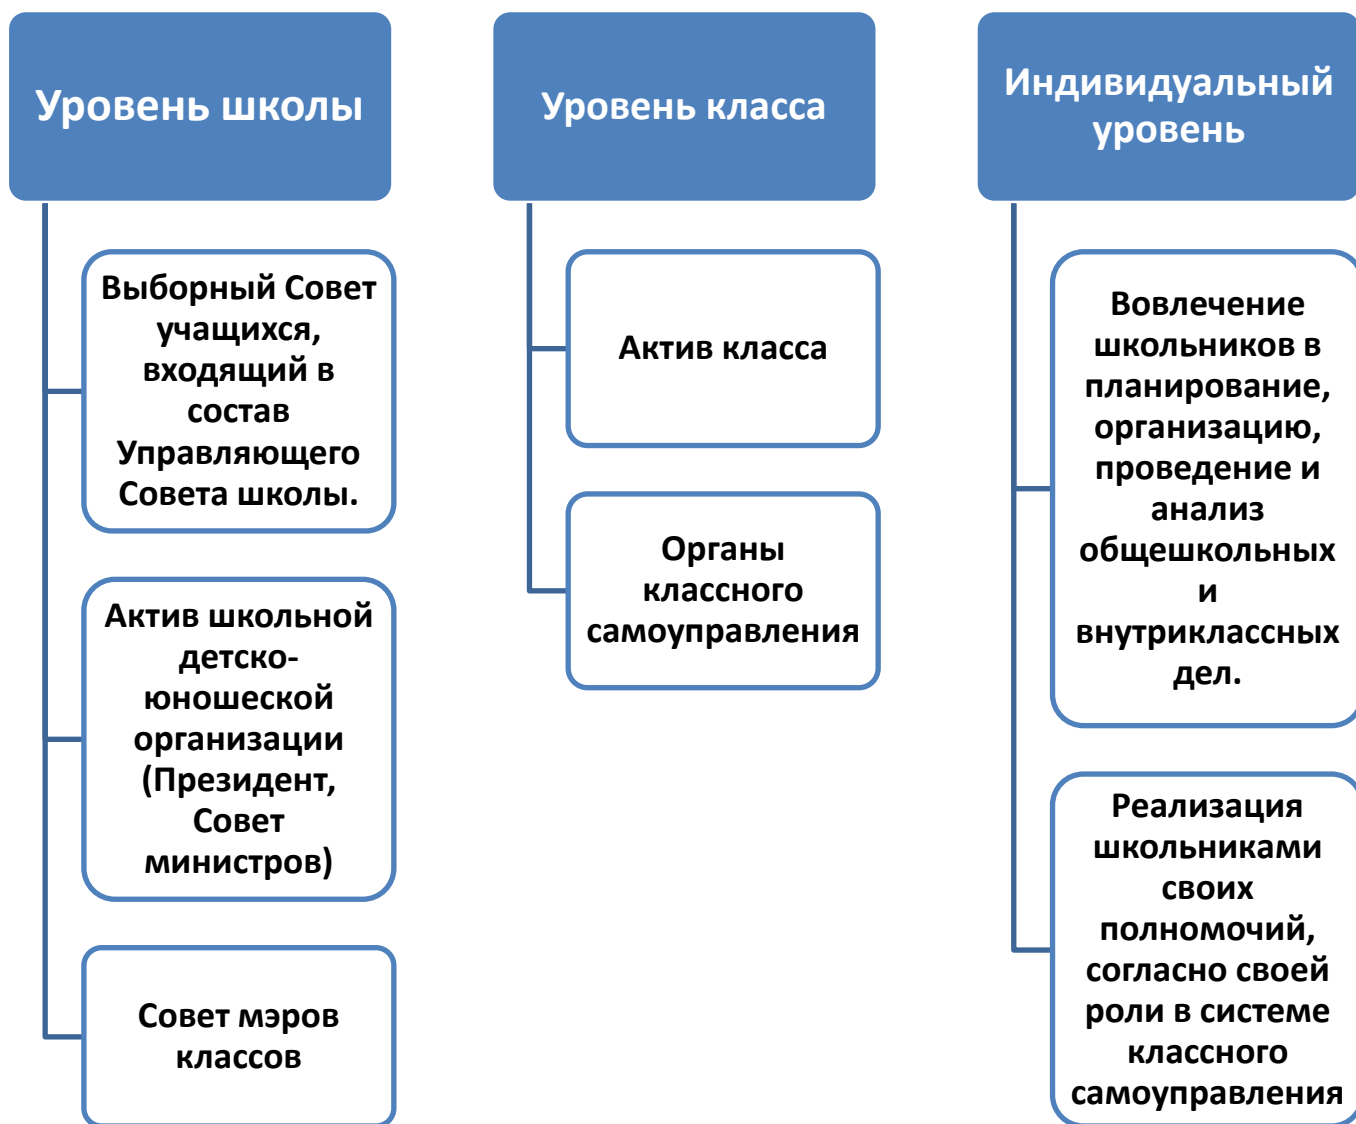 Уровень школы
Выборный Совет
учащихся,
входящий в
состав
Управляющего
Совета школы.
Актив школьной
детско-
юношеской
организации
(Президент,
Совет
министров)
Совет мэров
классов
Уровень класса
Актив класса
Органы
классного
самоуправления
Индивидуальный
уровень
Вовлечение
школьников в
планирование,
организацию,
проведение и
анализ
общешкольных
и
внутриклассных
дел.
Реализация
школьниками
своих
полномочий,
согласно своей
роли в системе
классного
самоуправления